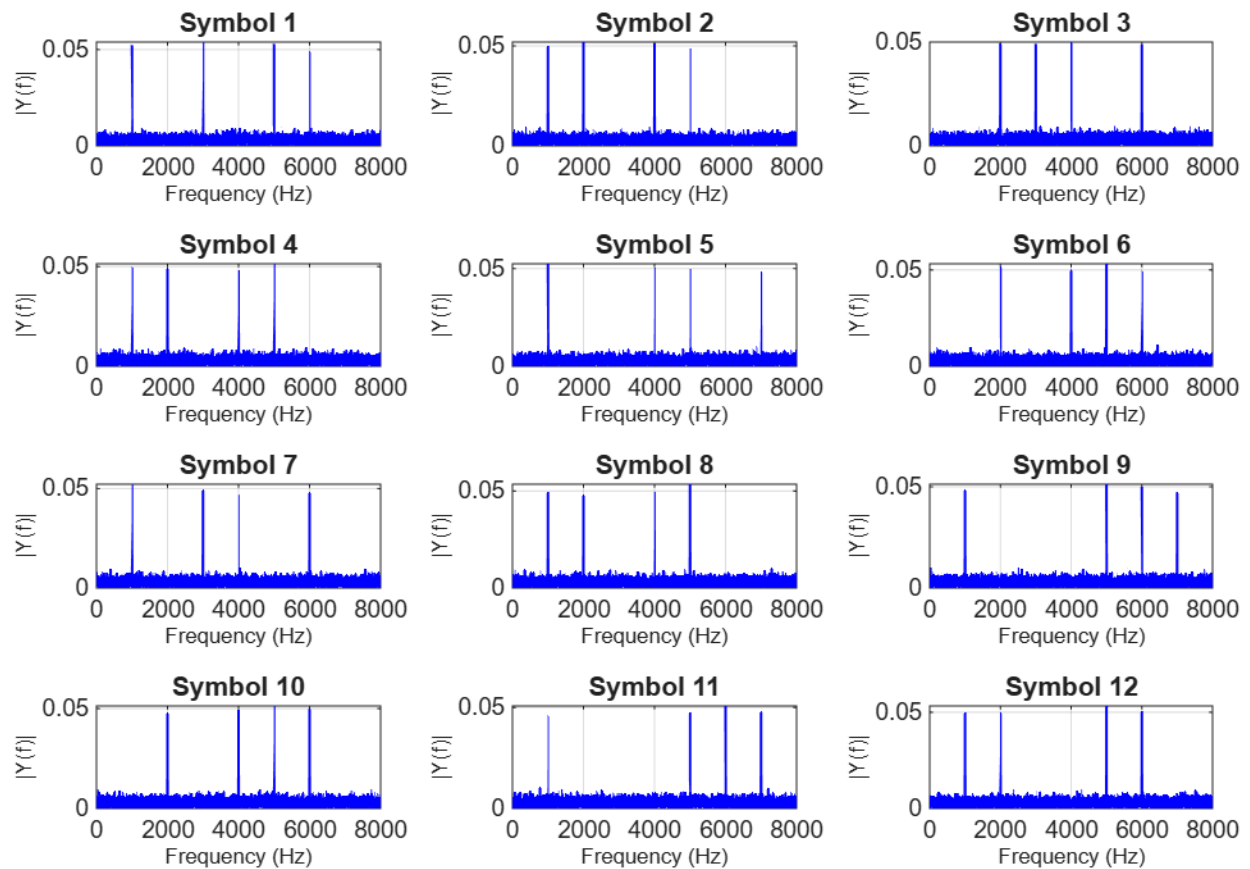 Symbol 1 Symbol 2 Symbol 3
0.05 0.05 0.05
|Y(f)| |Y(f)| |Y(f)|
0 0 0
0 2000 4000 6000 8000 0 2000 4000 6000 8000 0 2000 4000 6000 8000
Frequency (Hz) Frequency (Hz) Frequency (Hz)
Symbol 4 Symbol 5 Symbol 6
0.05 0.05 0.05
|Y(f)| |Y(f)| |Y(f)|
0 0 0
0 2000 4000 6000 8000 0 2000 4000 6000 8000 0 2000 4000 6000 8000
Frequency (Hz) Frequency (Hz) Frequency (Hz)
Symbol 7 Symbol 8 Symbol 9
0.05 0.05 0.05
|Y(f)| |Y(f)| |Y(f)|
0 0 0
0 2000 4000 6000 8000 0 2000 4000 6000 8000 0 2000 4000 6000 8000
Frequency (Hz) Frequency (Hz) Frequency (Hz)
Symbol 10 Symbol 11 Symbol 12
0.05 0.05 0.05
|Y(f)| |Y(f)| |Y(f)|
0 0 0
0 2000 4000 6000 8000 0 2000 4000 6000 8000 0 2000 4000 6000 8000
Frequency (Hz) Frequency (Hz) Frequency (Hz)